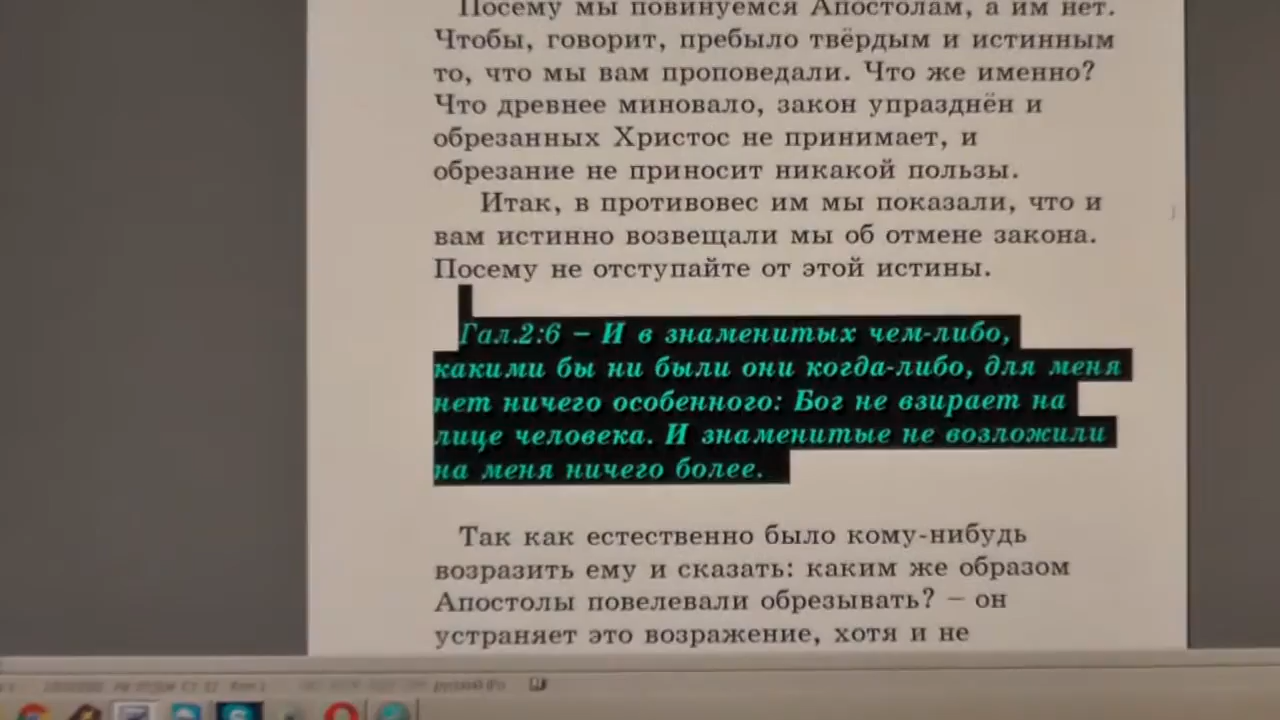 Посему мы повинуемся Апостолам, а им нет.
Чтобы, говорит, пребыло твёрдым и истинным
то, что мы вам проповедали. Что же именно?
Что древнее миновало, закон упразднён и
обрезанных Христос не принимает, и
обрезание не приносит никакой пользы.
Итак, в противовес им мы показали, что и
вам истинно возвещали мы об отмене закона.
Посему не отступайте от этой истины.
Гал.2:6 – И в знаменитых чем-либо,
какими бы ни были они когда-либо, для меня
нет ничего особенного: Бог не взирает на
лице человека. И знаменитые не возложили
на меня ничего более.
Так как естественно было кому-нибудь
возразить ему и сказать: каким же образом
Апостолы повелевали обрезывать? – он
устраняет это возражение, хотя и не